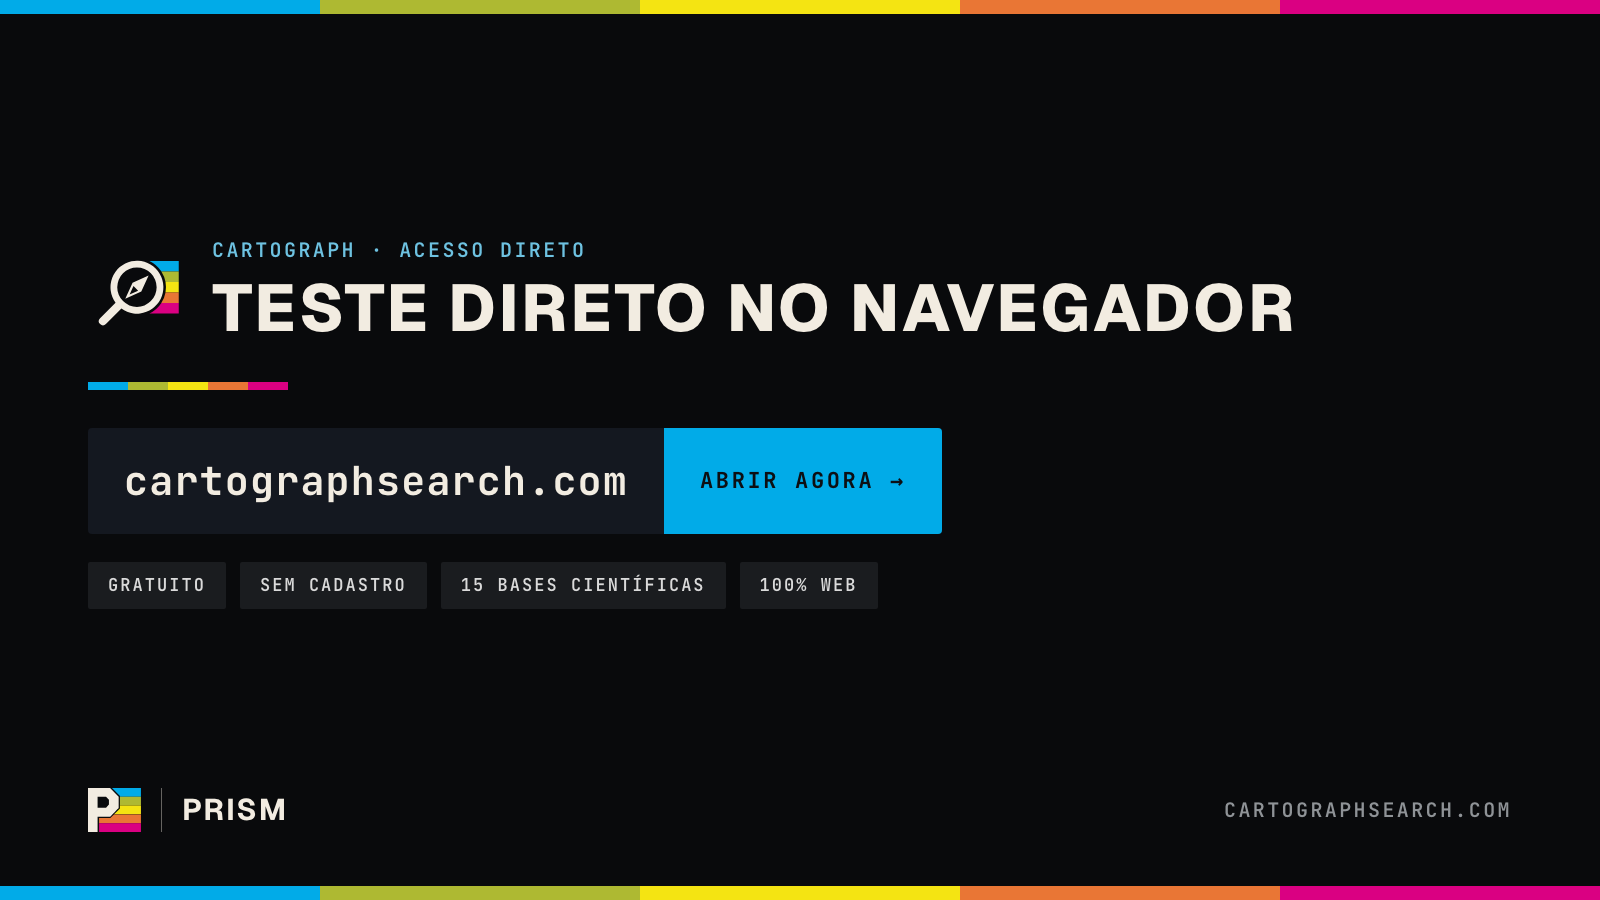 CARTOGRAPH · ACESSO DIRETO
TESTE DIRETO NO NAVEGADOR
cartographsearch.com
ABRIR AGORA →
GRATUITO
SEM CADASTRO
15 BASES CIENTÍFICAS
100% WEB
P
PRISM
CARTOGRAPHSEARCH.COM